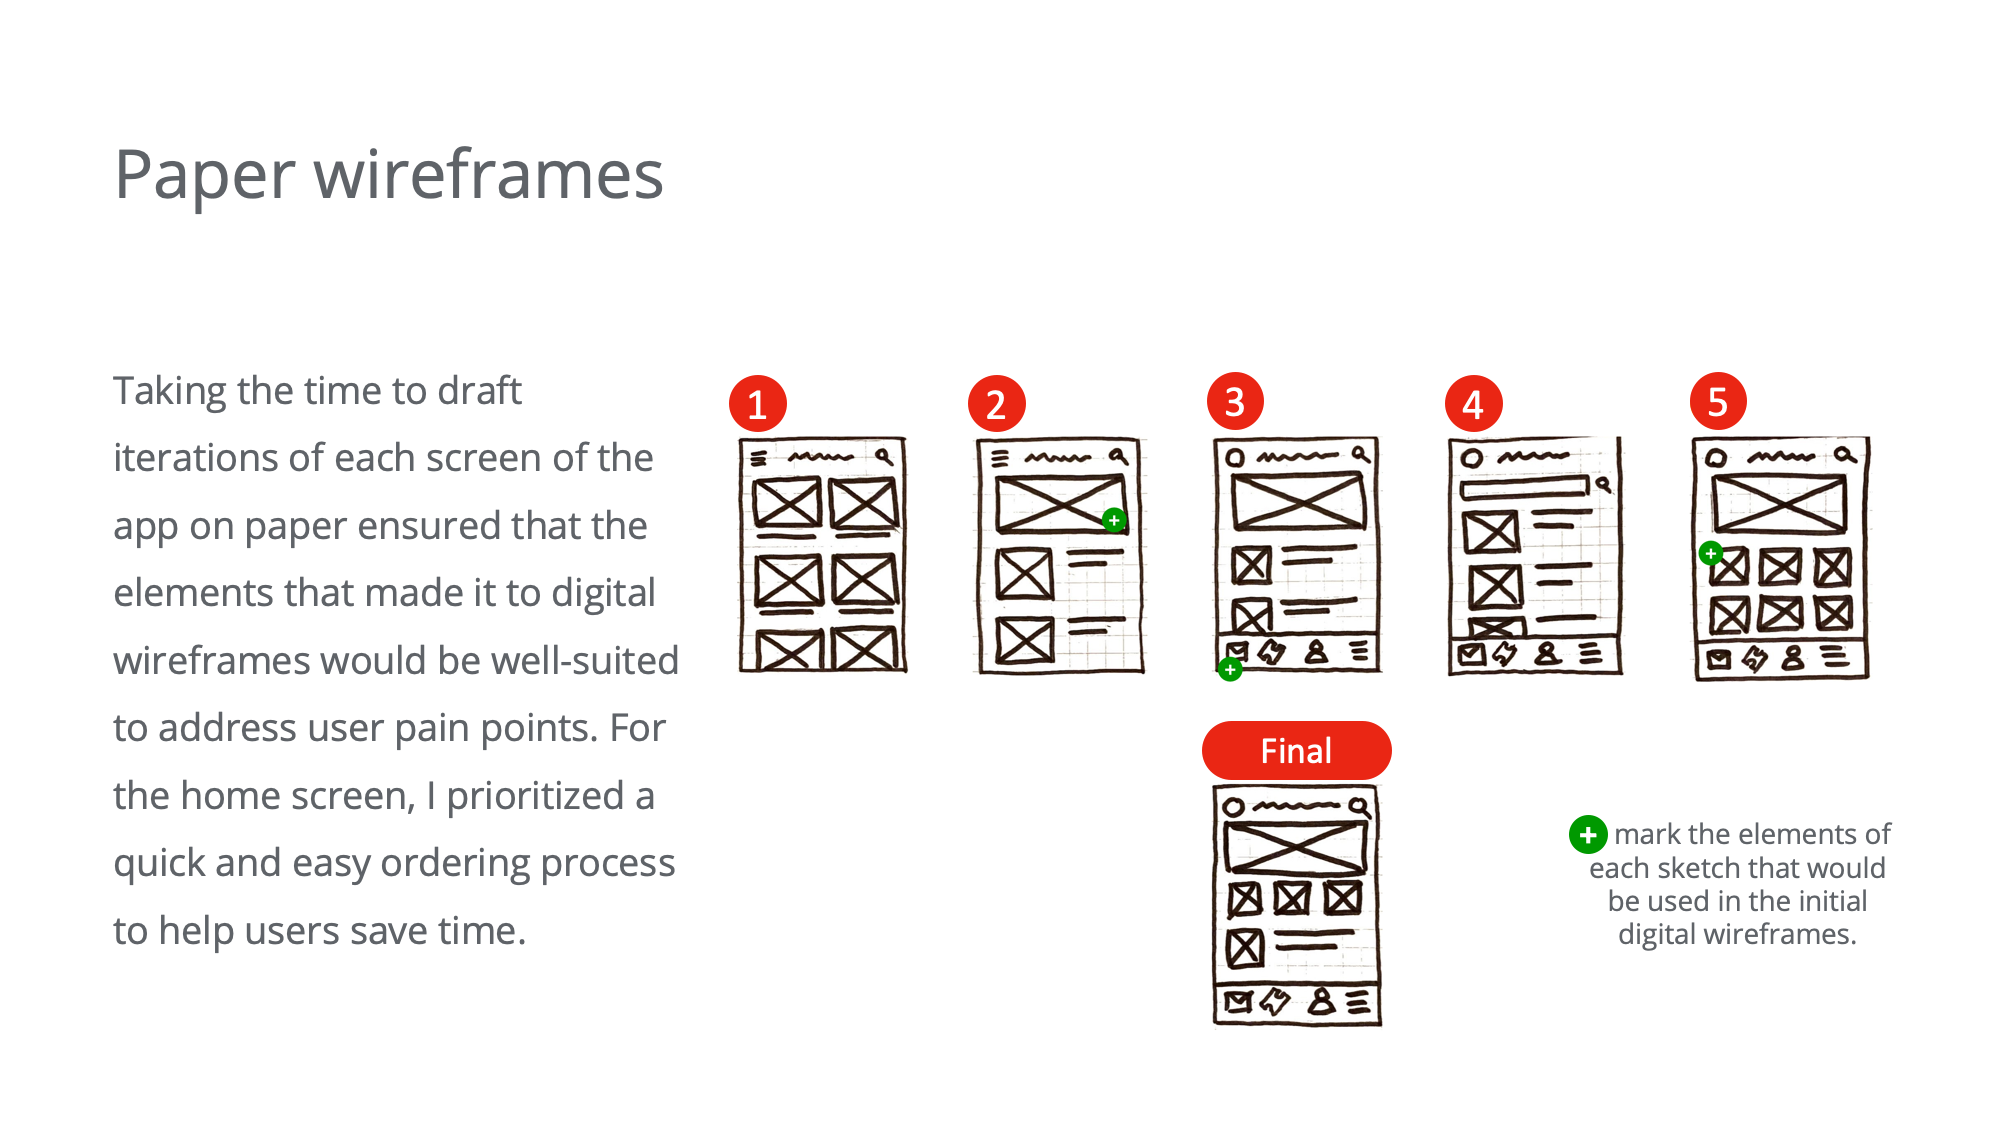 Paper wireframes
Taking the time to draft
iterations of each screen of the
app on paper ensured that the
elements that made it to digital
wireframes would be well-suited
to address user pain points. For
the home screen, I prioritized a
quick and easy ordering process
to help users save time.
1
2
3
4
5
Final
+ mark the elements of
each sketch that would
be used in the initial
digital wireframes.